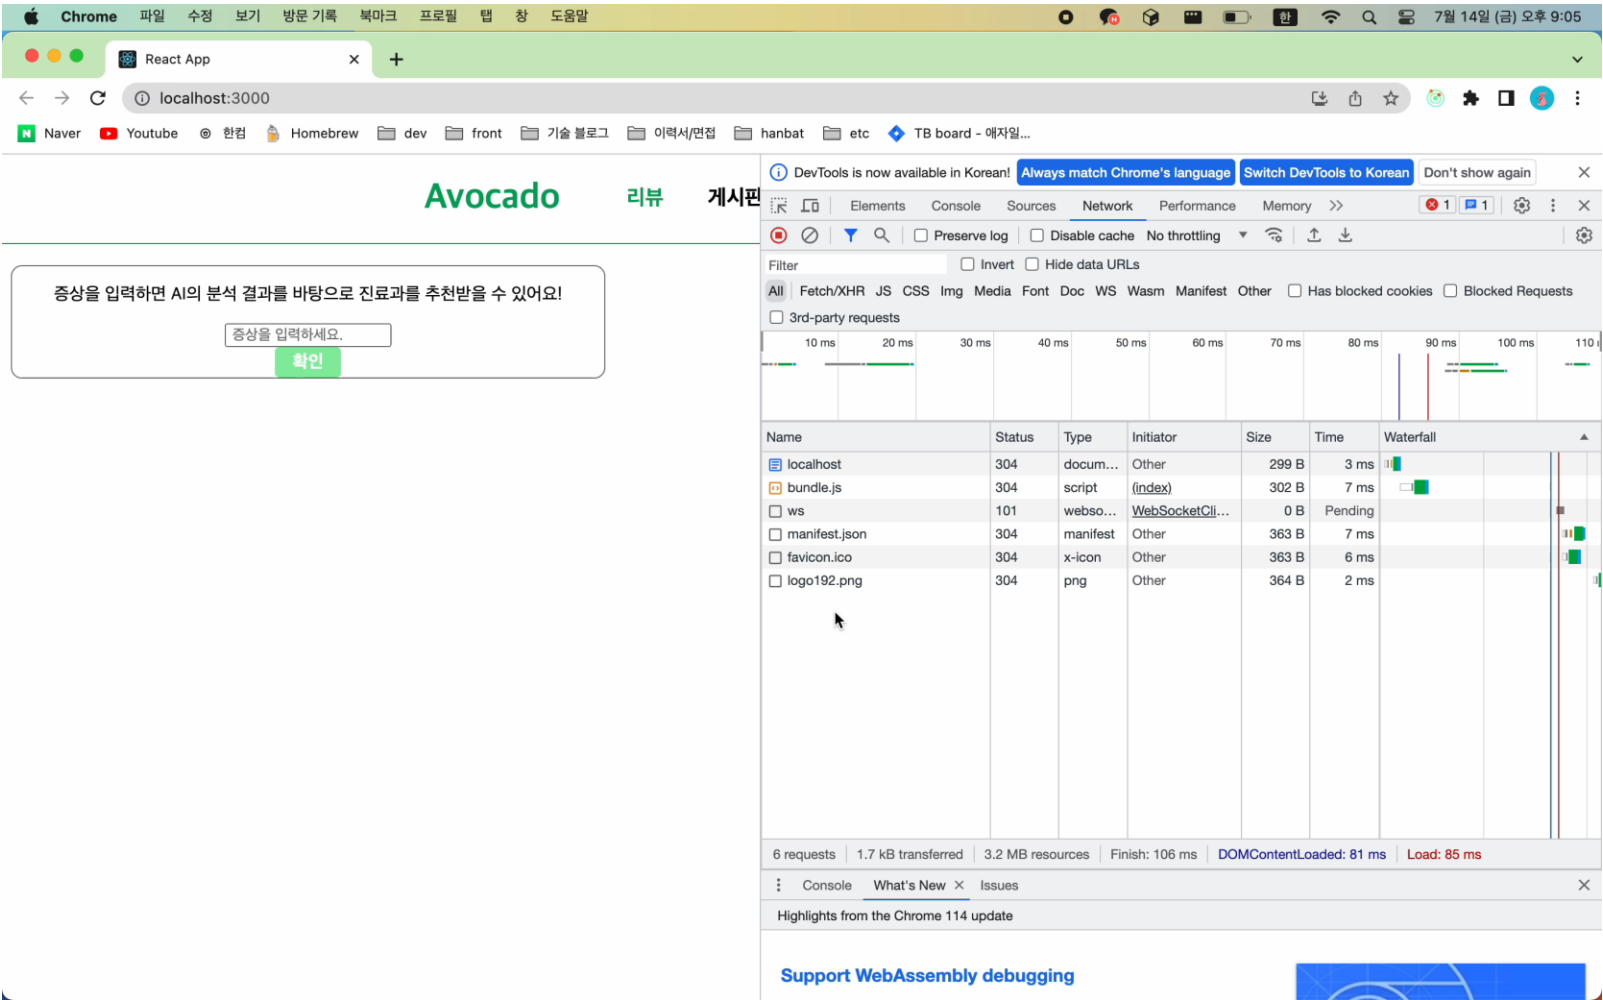 Chrome 파일 수정 보기 방문 기록 북마크 프로필 탭 창 도움말 한 7월 14일 (금) 오후 9:05
React App
localhost:3000
N Naver Youtube 한컴 Homebrew dev front 기술 블로그 이력서/면접 hanbat etc TB board - 애자일...
Avocado 리뷰 게시판
증상을 입력하면 AI의 분석 결과를 바탕으로 진료과를 추천받을 수 있어요!
증상을 입력하세요.
확인
DevTools is now available in Korean! Always match Chrome's language Switch DevTools to Korean Don't show again
Elements Console Sources Network Performance Memory 1 1
Preserve log Disable cache No throttling
Filter Invert Hide data URLs
All Fetch/XHR JS CSS Img Media Font Doc WS Wasm Manifest Other Has blocked cookies Blocked Requests
3rd-party requests
10 ms 20 ms 30 ms 40 ms 50 ms 60 ms 70 ms 80 ms 90 ms 100 ms 110
Name Status Type Initiator Size Time Waterfall
localhost 304 docum... Other 299 B 3 ms
bundle.js 304 script (index) 302 B 7 ms
ws 101 webso... WebSocketCli... 0 B Pending
manifest.json 304 manifest Other 363 B 7 ms
favicon.ico 304 x-icon Other 363 B 6 ms
logo192.png 304 png Other 364 B 2 ms
6 requests 1.7 kB transferred 3.2 MB resources Finish: 106 ms DOMContentLoaded: 81 ms Load: 85 ms
Console What's New Issues
Highlights from the Chrome 114 update
Support WebAssembly debugging